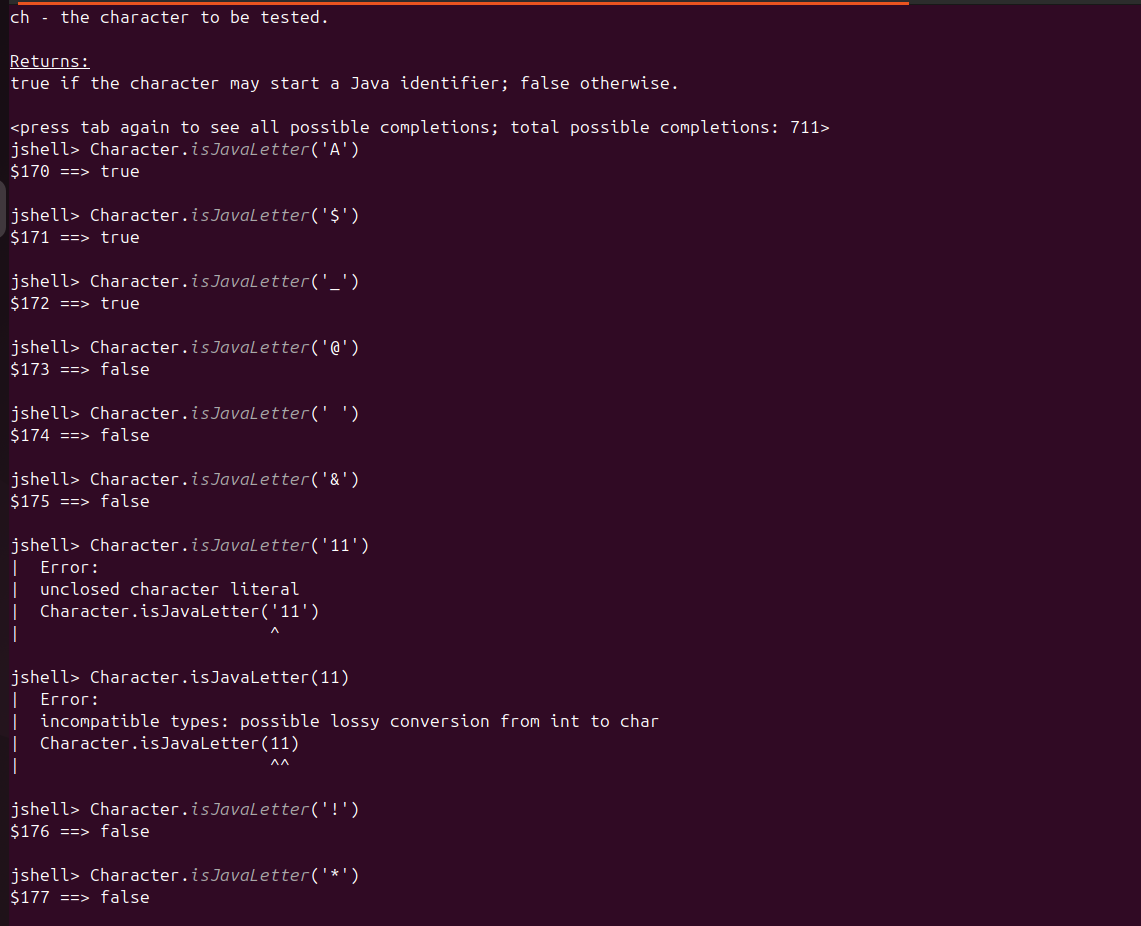 ch - the character to be tested.
Returns:
true if the character may start a Java identifier; false otherwise.
<press tab again to see all possible completions; total possible completions: 711>
jshell> Character.isJavaLetter('A')
$170 ==> true
jshell> Character.isJavaLetter('$')
$171 ==> true
jshell> Character.isJavaLetter('_')
$172 ==> true
jshell> Character.isJavaLetter('@')
$173 ==> false
jshell> Character.isJavaLetter(' ')
$174 ==> false
jshell> Character.isJavaLetter('&')
$175 ==> false
jshell> Character.isJavaLetter('11')
|  Error:
|  unclosed character literal
|  Character.isJavaLetter('11')
|                         ^
jshell> Character.isJavaLetter(11)
|  Error:
|  incompatible types: possible lossy conversion from int to char
|  Character.isJavaLetter(11)
|                         ^^
jshell> Character.isJavaLetter('!')
$176 ==> false
jshell> Character.isJavaLetter('*')
$177 ==> false